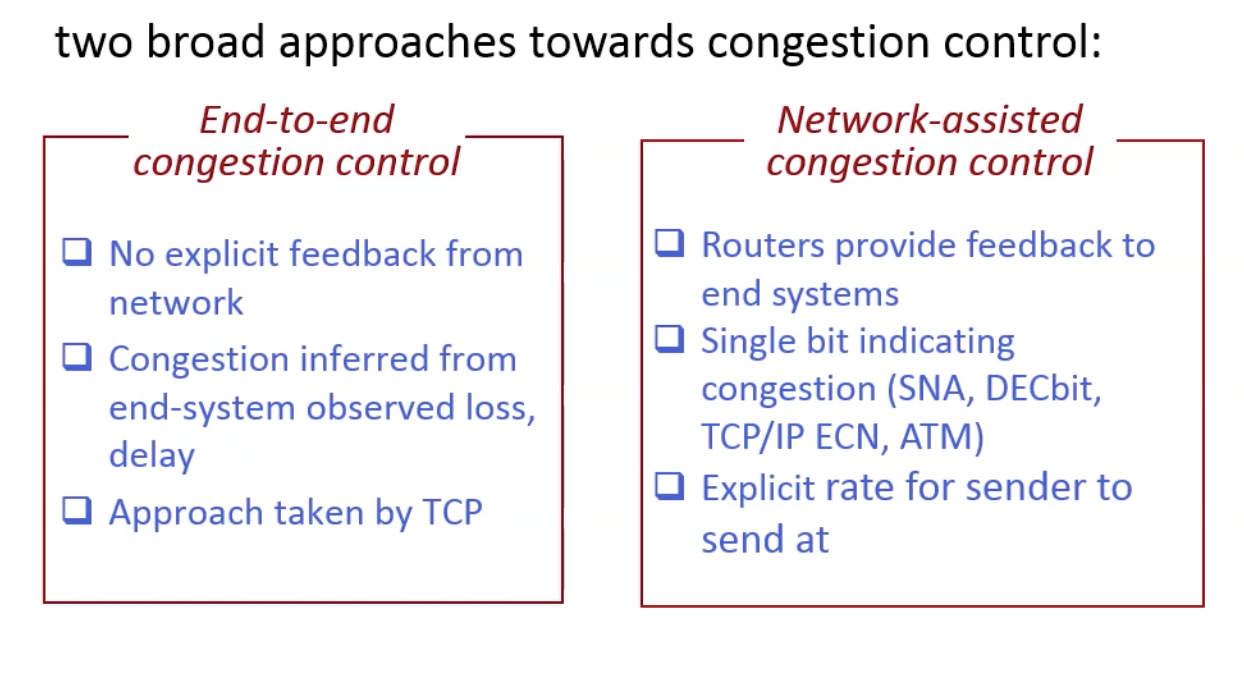 two broad approaches towards congestion control:
End-to-end
congestion control
No explicit feedback from
network
Congestion inferred from
end-system observed loss,
delay
Approach taken by TCP
Network-assisted
congestion control
Routers provide feedback to
end systems
Single bit indicating
congestion (SNA, DECbit,
TCP/IP ECN, ATM)
Explicit rate for sender to
send at